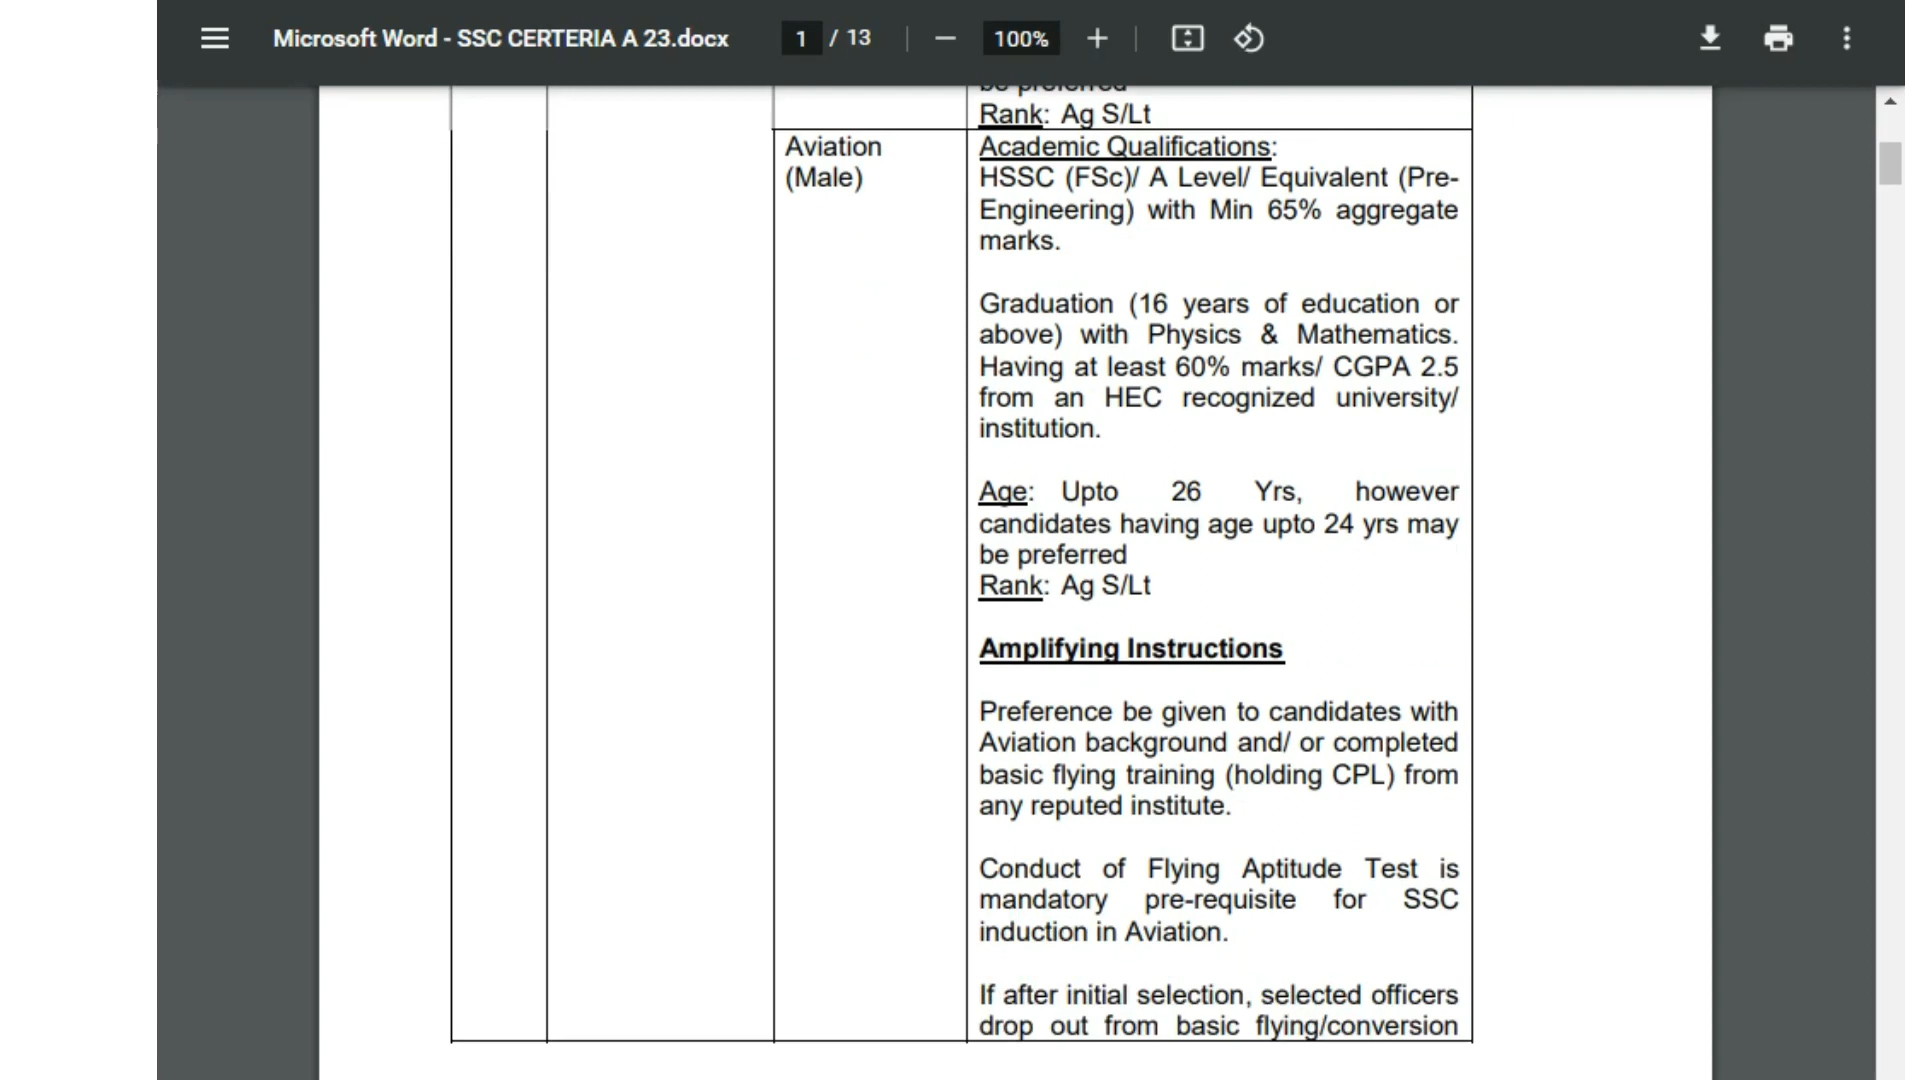 Microsoft Word - SSC CERTERIA A 23.docx 1 / 13 100%
be preferred
Rank: Ag S/Lt
Aviation
(Male)
Academic Qualifications:
HSSC (FSc)/ A Level/ Equivalent (Pre-
Engineering) with Min 65% aggregate
marks.
Graduation (16 years of education or
above) with Physics & Mathematics.
Having at least 60% marks/ CGPA 2.5
from an HEC recognized university/
institution.
Age: Upto 26 Yrs, however
candidates having age upto 24 yrs may
be preferred
Rank: Ag S/Lt
Amplifying Instructions
Preference be given to candidates with
Aviation background and/ or completed
basic flying training (holding CPL) from
any reputed institute.
Conduct of Flying Aptitude Test is
mandatory pre-requisite for SSC
induction in Aviation.
If after initial selection, selected officers
drop out from basic flying/conversion